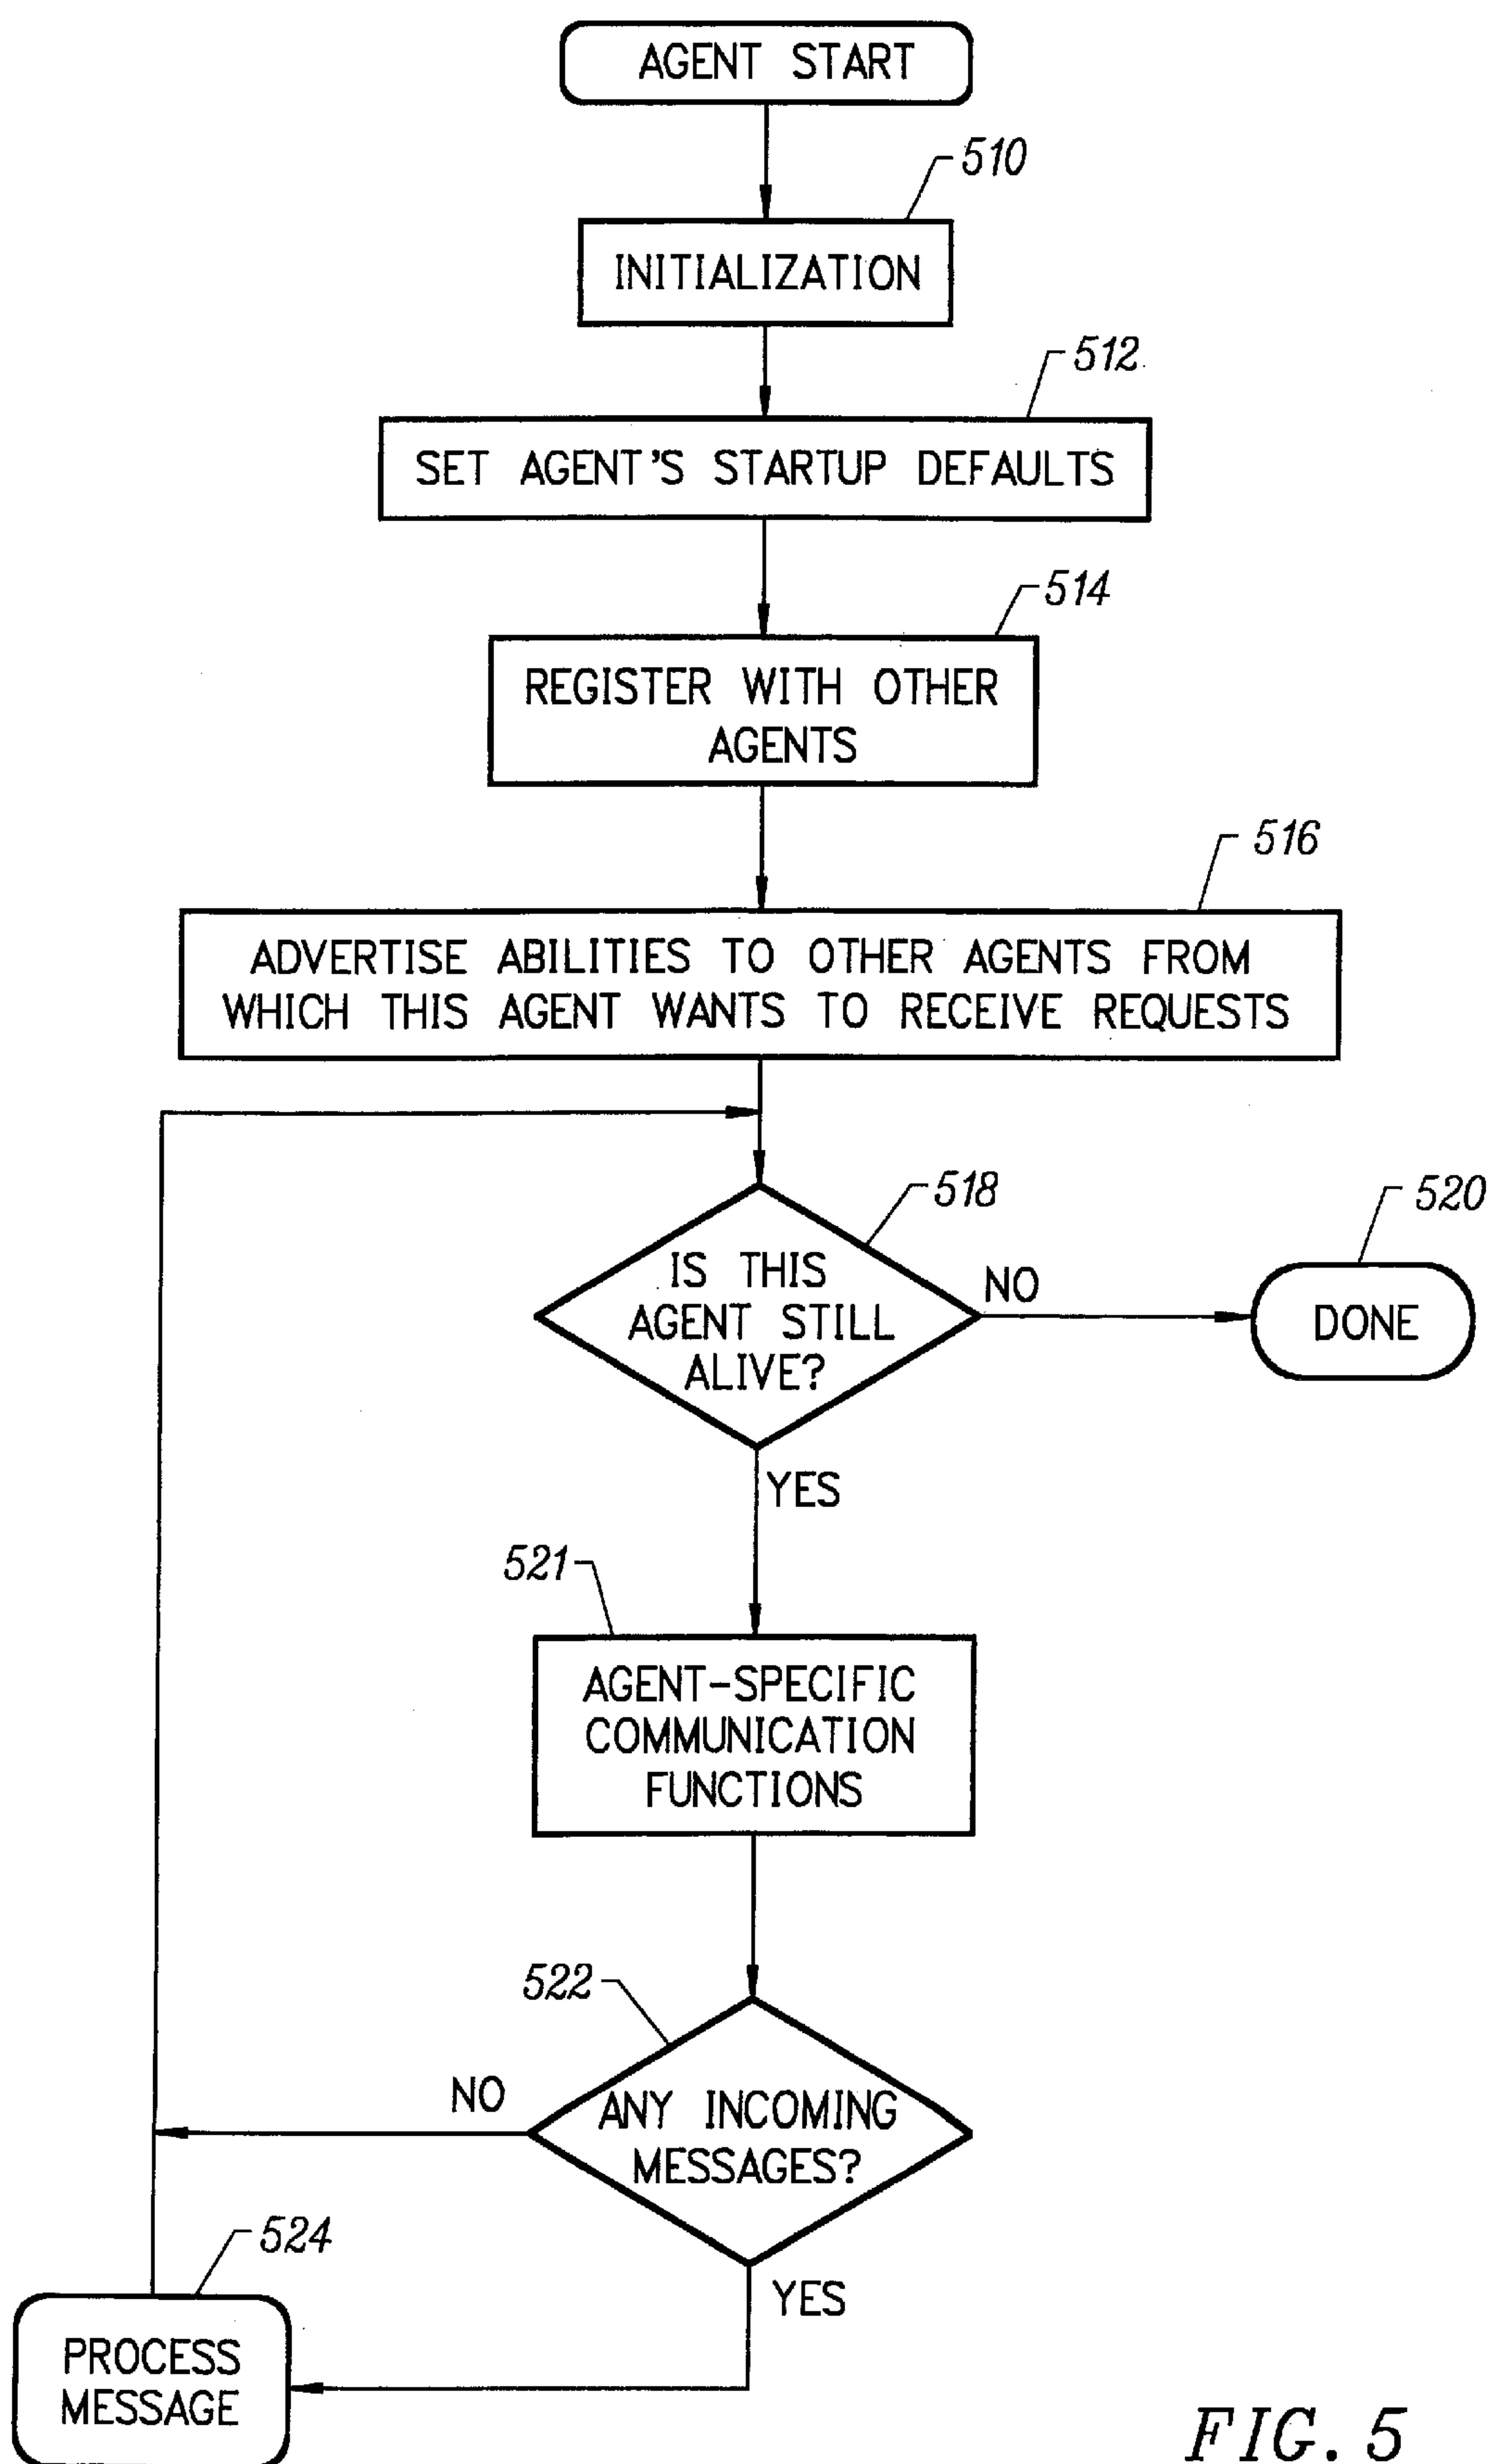 AGENT START
510
INITIALIZATION
512
SET AGENT'S STARTUP DEFAULTS
514
REGISTER WITH OTHER
AGENTS
516
ADVERTISE ABILITIES TO OTHER AGENTS FROM
WHICH THIS AGENT WANTS TO RECEIVE REQUESTS
518
520
IS THIS
AGENT STILL
ALIVE?
NO
DONE
YES
521
AGENT-SPECIFIC
COMMUNICATION
FUNCTIONS
522
NO
ANY INCOMING
MESSAGES?
524
YES
PROCESS
MESSAGE
FIG. 5